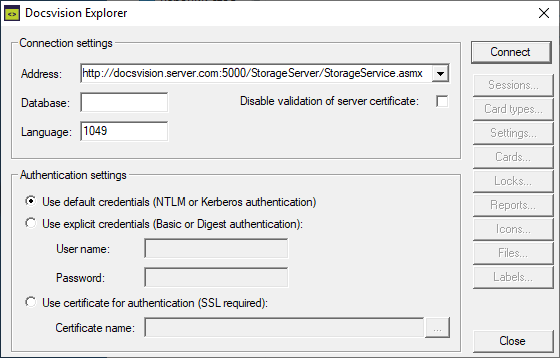 Docsvision Explorer
Connection settings
Address: http://docsvision.server.com:5000/StorageServer/StorageService.asmx
Database:
Disable validation of server certificate:
Language: 1049
Authentication settings
Use default credentials (NTLM or Kerberos authentication)
Use explicit credentials (Basic or Digest authentication):
User name:
Password:
Use certificate for authentication (SSL required):
Certificate name:
...
Connect
Sessions...
Card types...
Settings...
Cards...
Locks...
Reports...
Icons...
Files...
Labels...
Close